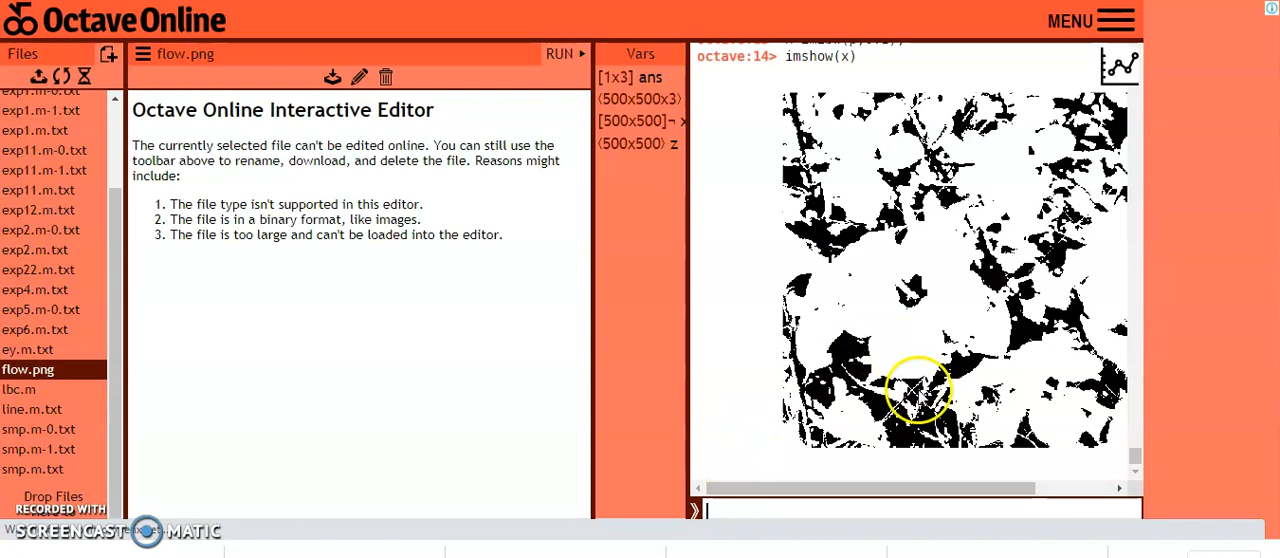 Octave Online
MENU
Files
flow.png
RUN
Vars
exp1.m-0.txt
exp1.m-1.txt
exp1.m.txt
exp11.m-0.txt
exp11.m-1.txt
exp11.m.txt
exp12.m.txt
exp2.m-0.txt
exp2.m.txt
exp22.m.txt
exp4.m.txt
exp5.m-0.txt
exp6.m.txt
ey.m.txt
flow.png
lbc.m
line.m.txt
smp.m-0.txt
smp.m-1.txt
smp.m.txt
Drop Files
Octave Online Interactive Editor
The currently selected file can't be edited online. You can still use the
toolbar above to rename, download, and delete the file. Reasons might
include:
1. The file type isn't supported in this editor.
2. The file is in a binary format, like images.
3. The file is too large and can't be loaded into the editor.
[1x3] ans
(500x500x3)
[500x500]¬ x
(500x500) z
octave:14> imshow(x)
RECORDED WITH
SCREENCAST MATIC